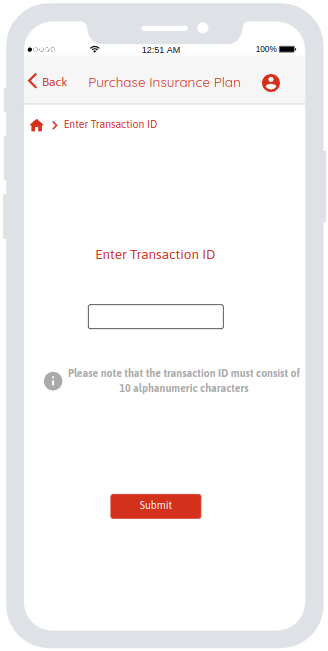 12:51 AM
100%
Back
Purchase Insurance Plan
Enter Transaction ID
Enter Transaction ID
Please note that the transaction ID must consist of
10 alphanumeric characters
Submit